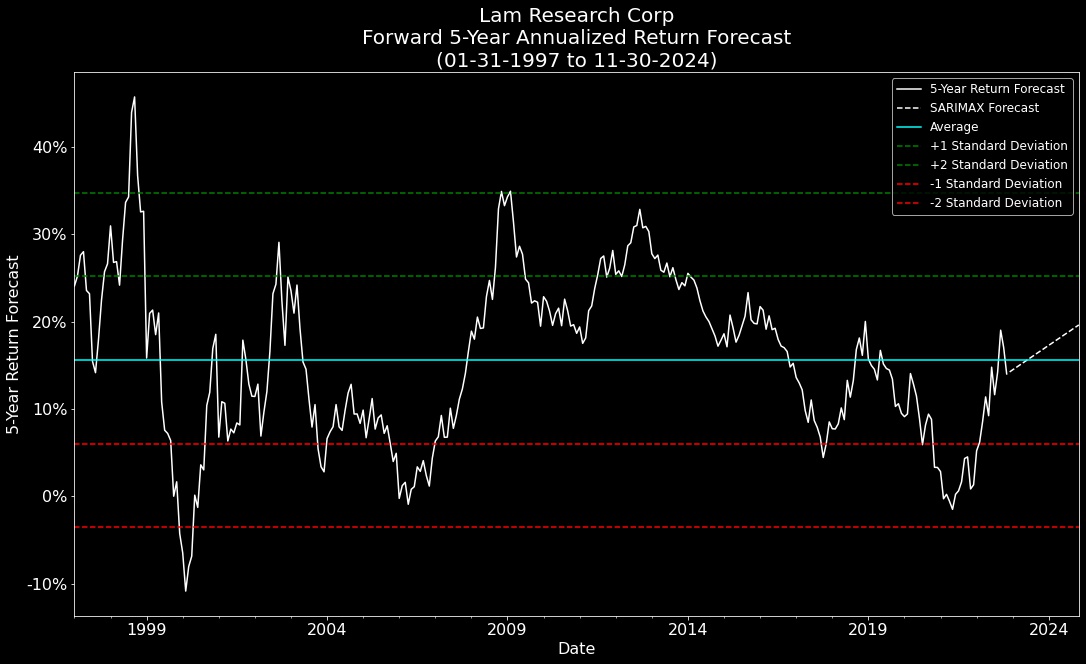 Lam Research Corp
Forward 5-Year Annualized Return Forecast
(01-31-1997 to 11-30-2024)
5-Year Return Forecast
SARIMAX Forecast
Average
+1 Standard Deviation
+2 Standard Deviation
-1 Standard Deviation
-2 Standard Deviation
5-Year Return Forecast
40%
30%
20%
10%
0%
-10%
1999 2004 2009 2014 2019 2024
Date